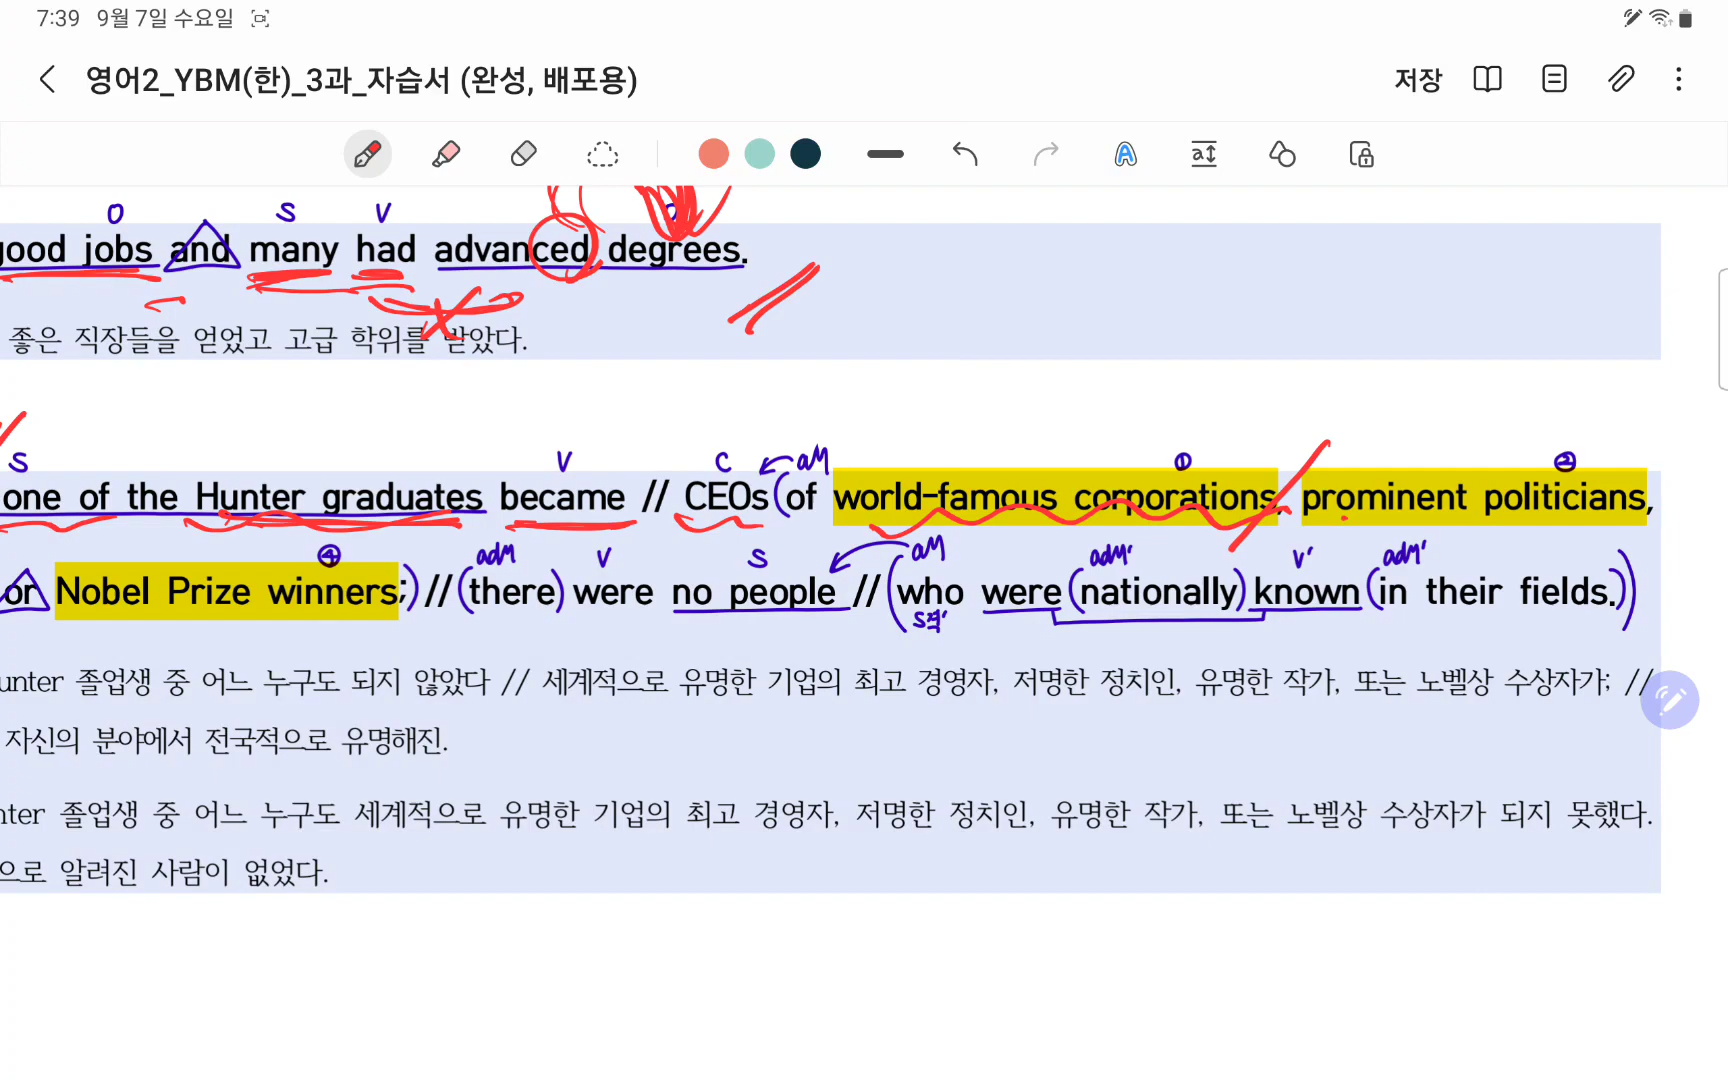 7:39 9월 7일 수요일
영어2_YBM(한)_3과_자습서 (완성, 배포용)
저장
O S V
good jobs and many had advanced degrees.
좋은 직장들을 얻었고 고급 학위를 받았다.
S V C aM ① ②
one of the Hunter graduates became // CEOs (of world-famous corporations, prominent politicians,
④ adM V S aM adM' V' adM'
or Nobel Prize winners;) // (there) were no people // (who were (nationally) known (in their fields.))
S격'
unter 졸업생 중 어느 누구도 되지 않았다 // 세계적으로 유명한 기업의 최고 경영자, 저명한 정치인, 유명한 작가, 또는 노벨상 수상자가; //
자신의 분야에서 전국적으로 유명해진.
nter 졸업생 중 어느 누구도 세계적으로 유명한 기업의 최고 경영자, 저명한 정치인, 유명한 작가, 또는 노벨상 수상자가 되지 못했다.
으로 알려진 사람이 없었다.